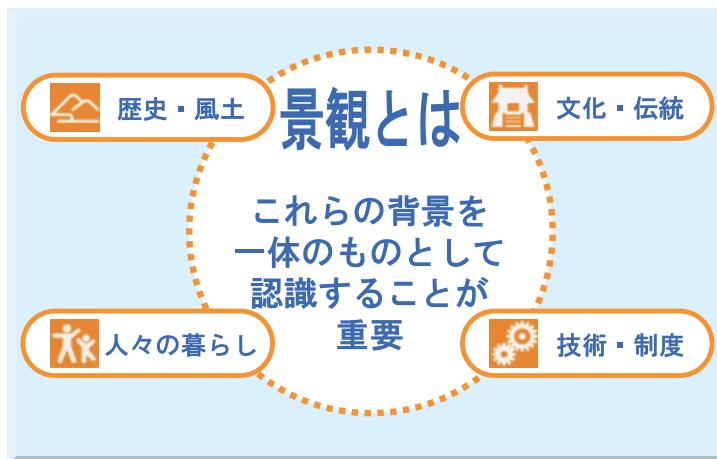 歴史・風土
景観とは
文化・伝統
これらの背景を
一体のものとして
認識することが
重要
人々の暮らし
技術・制度